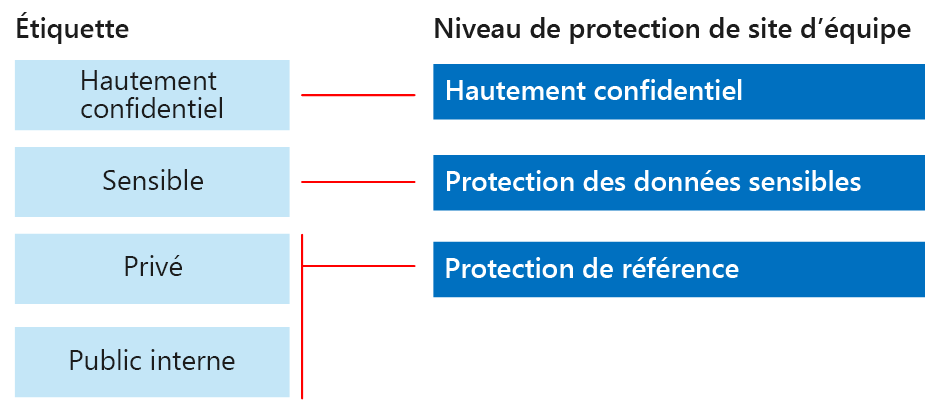 Étiquette
Niveau de protection de site d’équipe
Hautement
confidentiel
Hautement confidentiel
Sensible
Protection des données sensibles
Privé
Protection de référence
Public interne